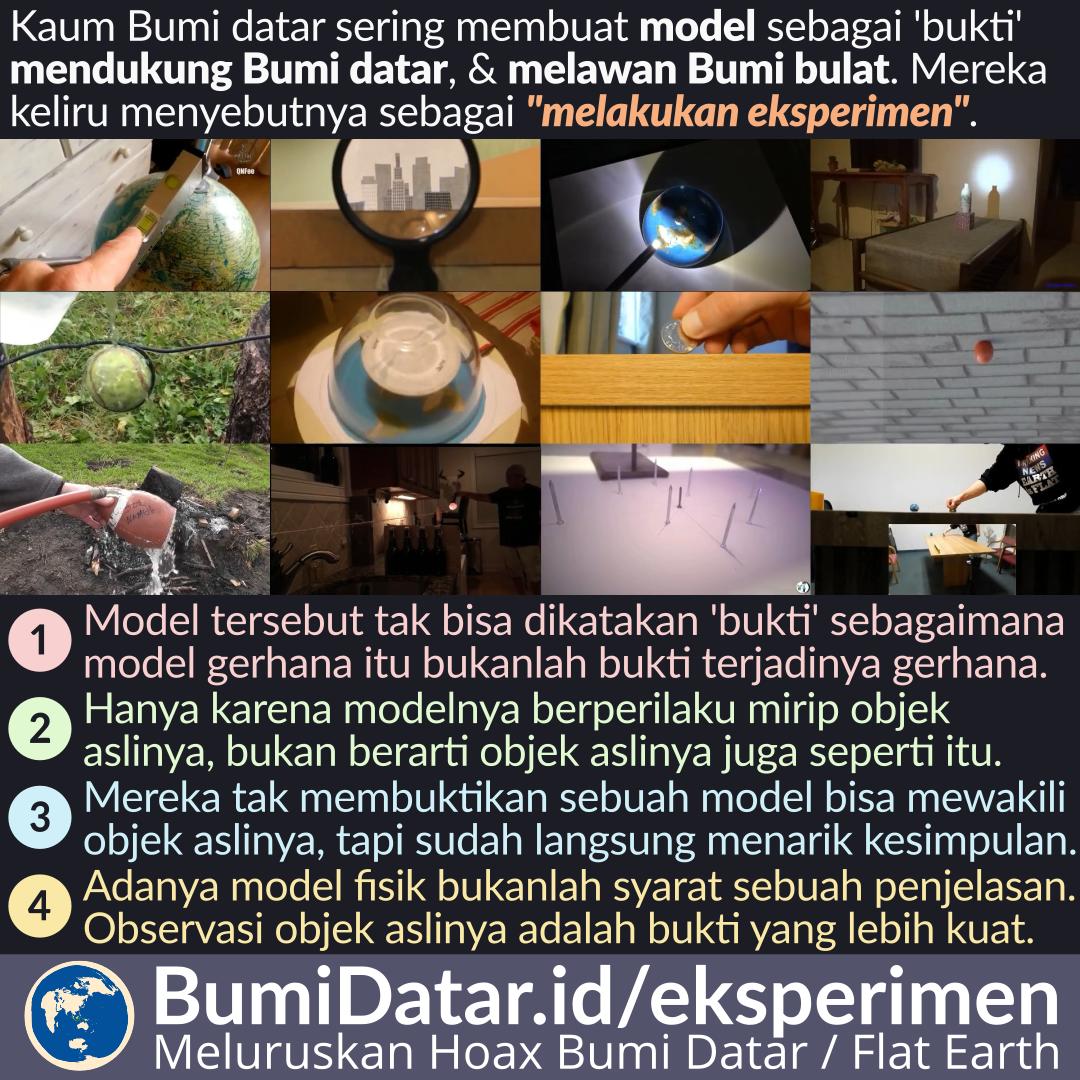 Kaum Bumi datar sering membuat model sebagai 'bukti'
mendukung Bumi datar, & melawan Bumi bulat. Mereka
keliru menyebutnya sebagai "melakukan eksperimen".
QNFee
1
Model tersebut tak bisa dikatakan 'bukti' sebagaimana
model gerhana itu bukanlah bukti terjadinya gerhana.
2
Hanya karena modelnya berperilaku mirip objek
aslinya, bukan berarti objek aslinya juga seperti itu.
3
Mereka tak membuktikan sebuah model bisa mewakili
objek aslinya, tapi sudah langsung menarik kesimpulan.
4
Adanya model fisik bukanlah syarat sebuah penjelasan.
Observasi objek aslinya adalah bukti yang lebih kuat.
BumiDatar.id/eksperimen
Meluruskan Hoax Bumi Datar / Flat Earth